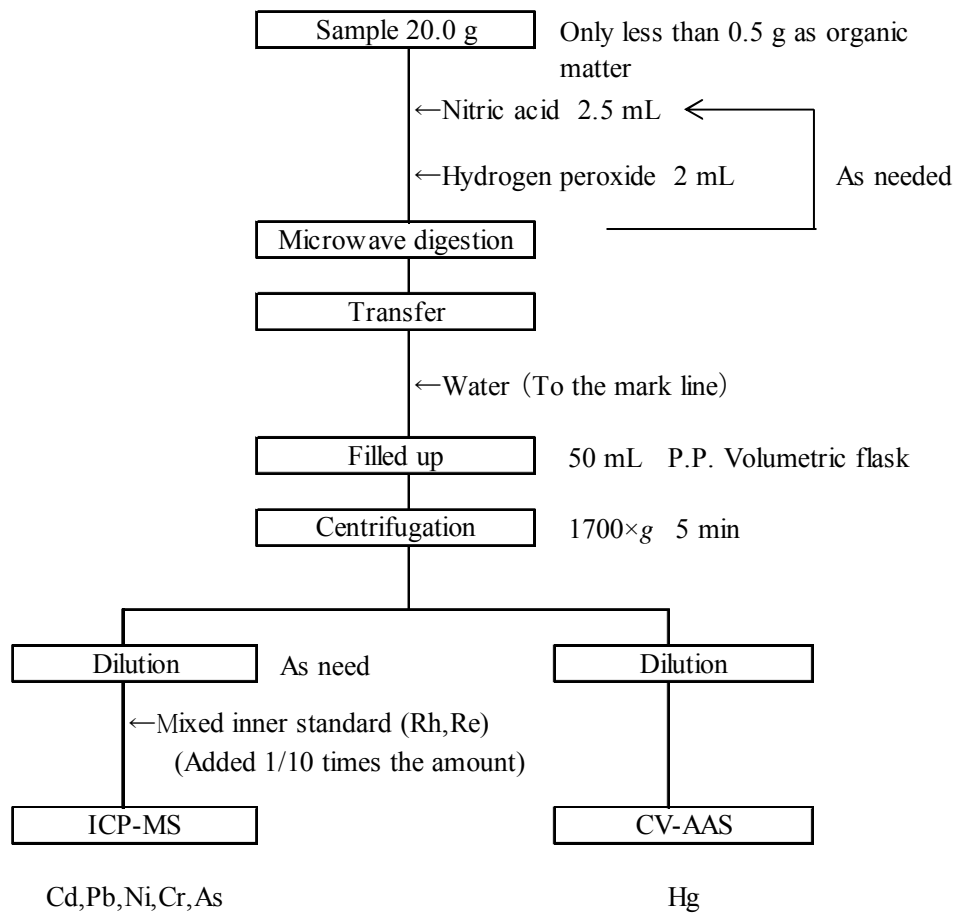 Sample 20.0 g
Only less than 0.5 g as organic
matter
←Nitric acid 2.5 mL
←Hydrogen peroxide 2 mL
As needed
Microwave digestion
Transfer
←Water (To the mark line)
Filled up
50 mL P.P. Volumetric flask
Centrifugation
1700×g 5 min
Dilution
As need
Dilution
←Mixed inner standard (Rh,Re)
(Added 1/10 times the amount)
ICP-MS
CV-AAS
Cd,Pb,Ni,Cr,As
Hg